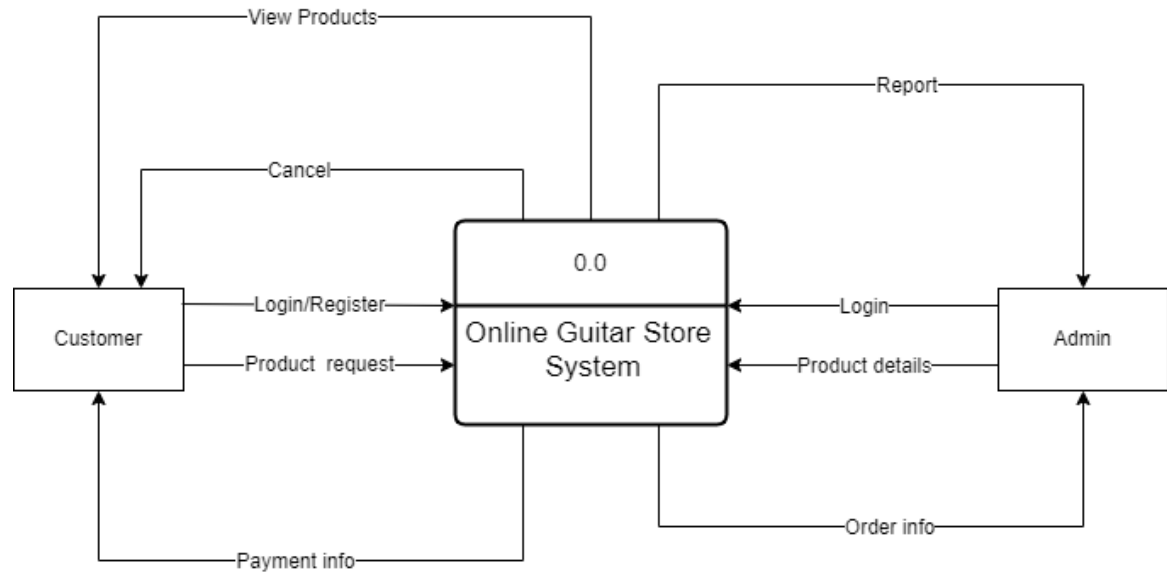 View Products
Report
Cancel
0.0
Login/Register
Login
Customer
Online Guitar Store
System
Admin
Product request
Product details
Order info
Payment info